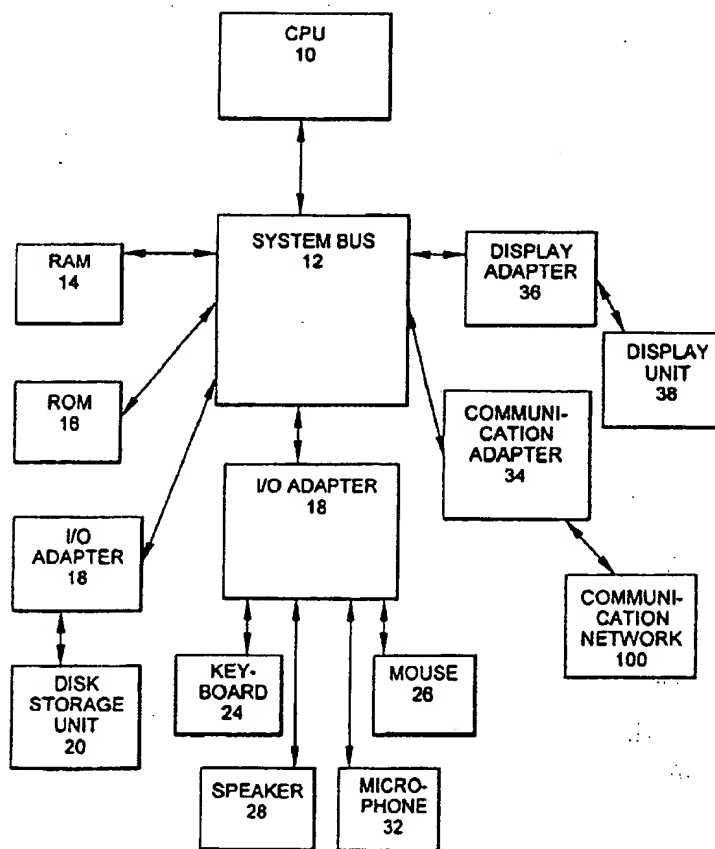 CPU
10
SYSTEM BUS
12
RAM
14
DISPLAY
ADAPTER
36
DISPLAY
UNIT
38
ROM
16
COMMUNI-
CATION
ADAPTER
34
I/O ADAPTER
18
I/O
ADAPTER
18
COMMUNI-
CATION
NETWORK
100
KEY-
BOARD
24
MOUSE
26
DISK
STORAGE
UNIT
20
SPEAKER
28
MICRO-
PHONE
32